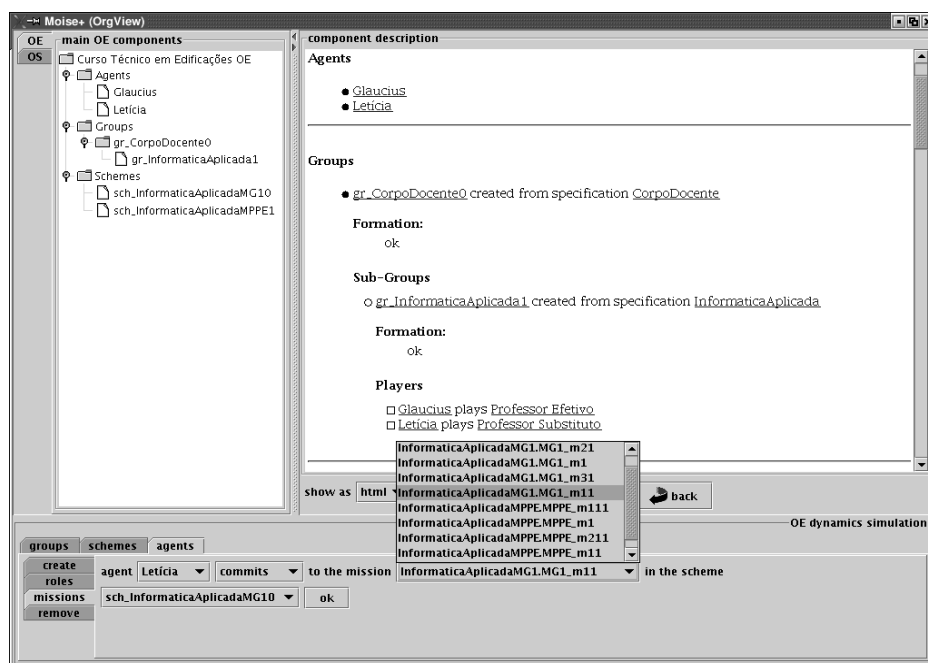 Moise+ (OrgView)
OE
OS
main OE components
Curso Técnico em Edificações OE
Agents
Glaucius
Letícia
Groups
gr_CorpoDocente0
gr_InformaticaAplicada1
Schemes
sch_InformaticaAplicadaMG10
sch_InformaticaAplicadaMPPE1
component description
Agents
Glaucius
Letícia
Groups
gr_CorpoDocente0 created from specification CorpoDocente
Formation:
ok
Sub-Groups
gr_InformaticaAplicada1 created from specification InformaticaAplicada
Formation:
ok
Players
Glaucius plays Professor Efetivo
Letícia plays Professor Substituto
InformaticaAplicadaMG1.MG1_m21
InformaticaAplicadaMG1.MG1_m1
InformaticaAplicadaMG1.MG1_m31
InformaticaAplicadaMG1.MG1_m11
InformaticaAplicadaMPPE.MPPE_m111
InformaticaAplicadaMPPE.MPPE_m1
InformaticaAplicadaMPPE.MPPE_m211
InformaticaAplicadaMPPE.MPPE_m11
show as html back
OE dynamics simulation
groups schemes agents
create
roles
missions
remove
agent Letícia commits to the mission InformaticaAplicadaMG1.MG1_m11 in the scheme
sch_InformaticaAplicadaMG10 ok